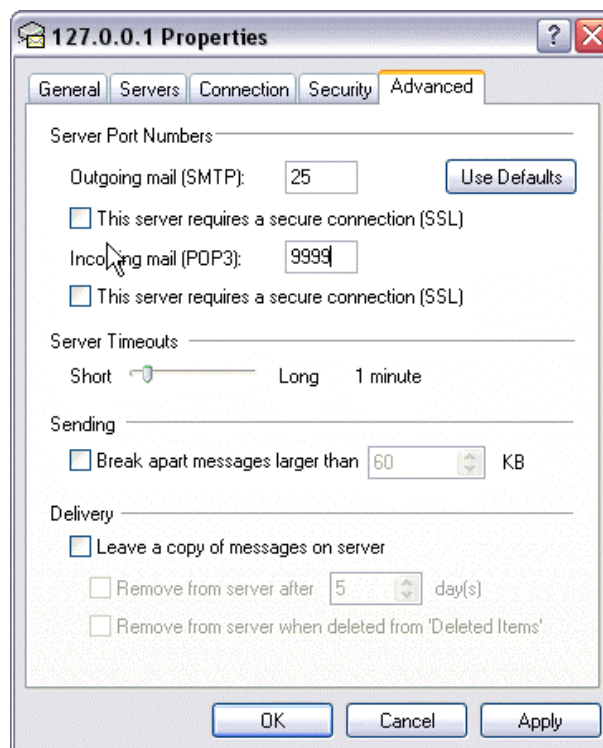 127.0.0.1 Properties
General Servers Connection Security Advanced
Server Port Numbers
Outgoing mail (SMTP): 25 Use Defaults
This server requires a secure connection (SSL)
Incoming mail (POP3): 9999
This server requires a secure connection (SSL)
Server Timeouts
Short Long 1 minute
Sending
Break apart messages larger than 60 KB
Delivery
Leave a copy of messages on server
Remove from server after 5 day(s)
Remove from server when deleted from 'Deleted Items'
OK Cancel Apply